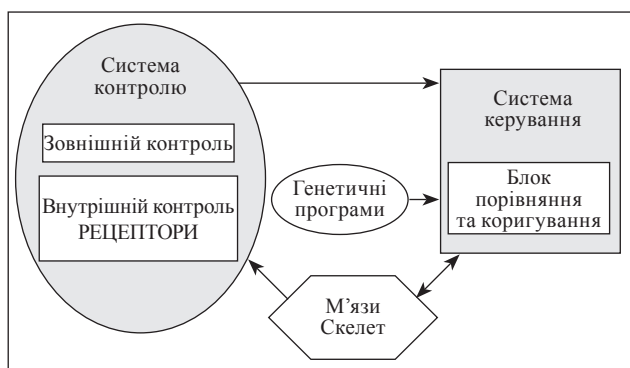 Система
контролю
Зовнішній контроль
Внутрішній контроль
РЕЦЕПТОРИ
Генетичні
програми
Система
керування
Блок
порівняння
та коригування
М’язи
Скелет